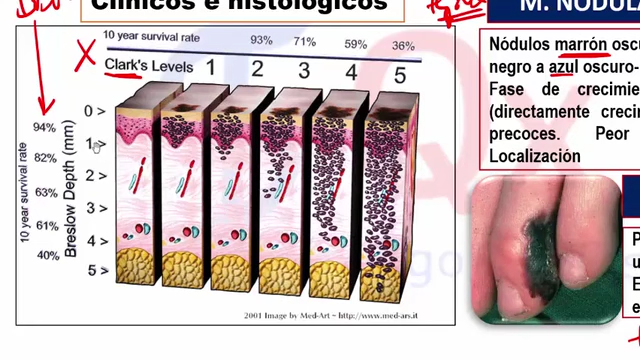 Clínicos e histológicos
M. NODULA
10 year survival rate 93% 71% 59% 36%
X
Clark's Levels 1 2 3 4 5
Nódulos marrón osc
negro a azul oscuro-
Fase de crecimie
(directamente creci
precoces. Peor
Localización
10 year survival rate
94%
82%
63%
61%
40%
Breslow Depth (mm)
0 >
1 >
2 >
3 >
4 >
5 >
P
u
E
e
2001 Image by Med-Art - http://www.med-ars.it